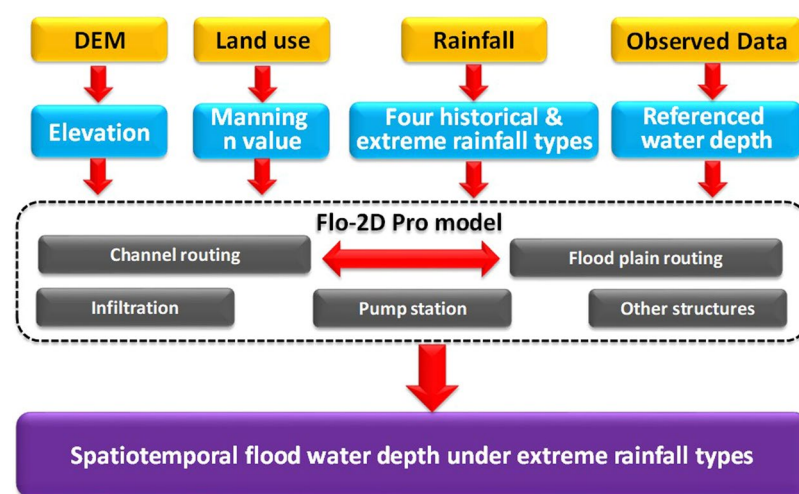 DEM
Land use
Rainfall
Observed Data
Elevation
Manning
n value
Four historical &
extreme rainfall types
Referenced
water depth
Flo-2D Pro model
Channel routing
Flood plain routing
Infiltration
Pump station
Other structures
Spatiotemporal flood water depth under extreme rainfall types